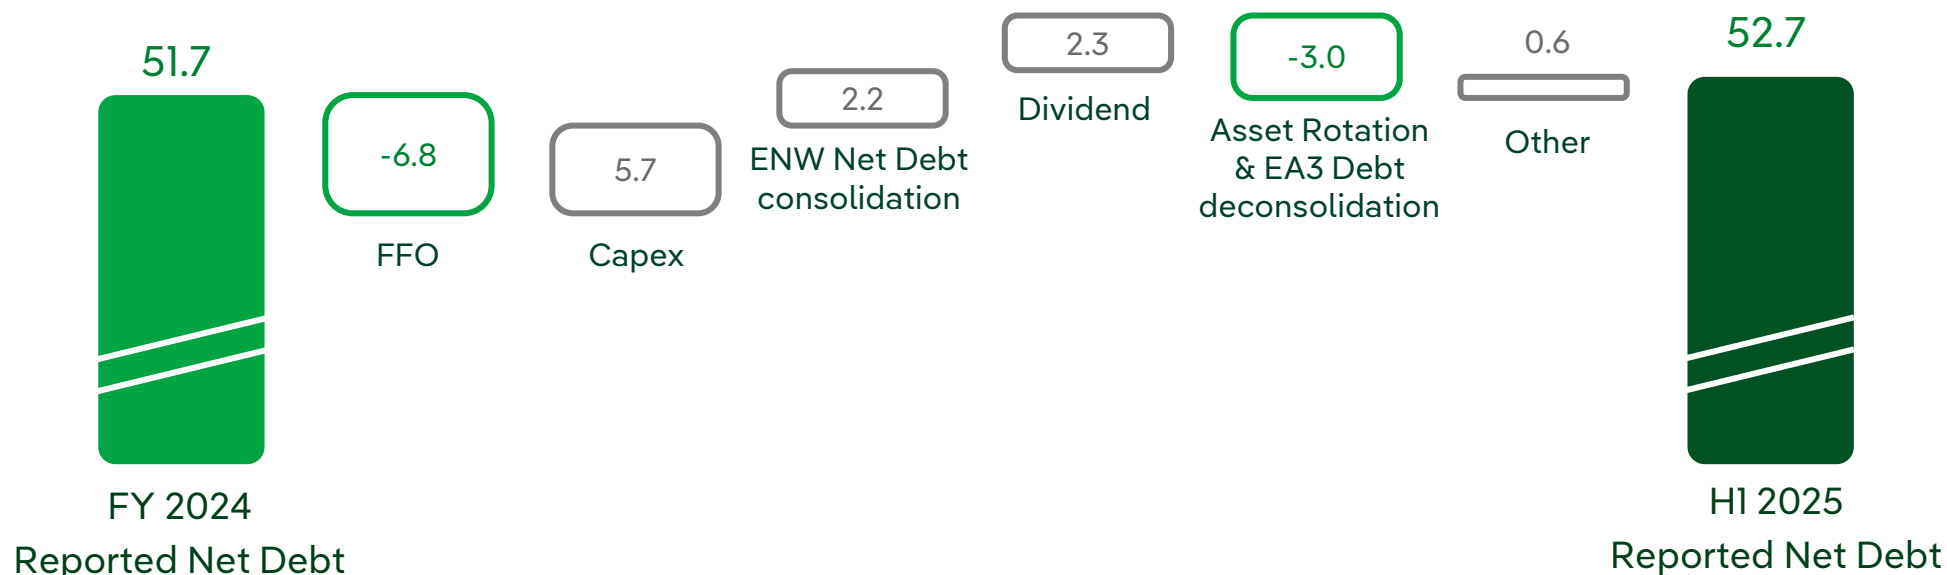 51.7
FY 2024
Reported Net Debt
-6.8
FFO
5.7
Capex
2.2
ENW Net Debt
consolidation
2.3
Dividend
-3.0
Asset Rotation
& EA3 Debt
deconsolidation
0.6
Other
52.7
H1 2025
Reported Net Debt